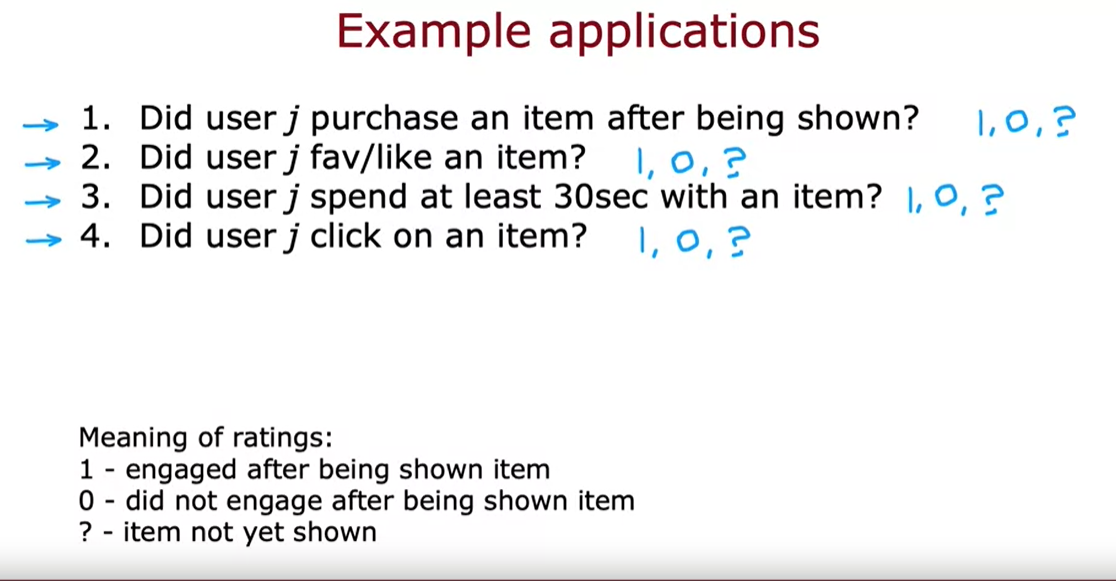 Example applications
→ 1. Did user j purchase an item after being shown? 1, 0, ?
→ 2. Did user j fav/like an item? 1, 0, ?
→ 3. Did user j spend at least 30sec with an item? 1, 0, ?
→ 4. Did user j click on an item? 1, 0, ?
Meaning of ratings:
1 - engaged after being shown item
0 - did not engage after being shown item
? - item not yet shown